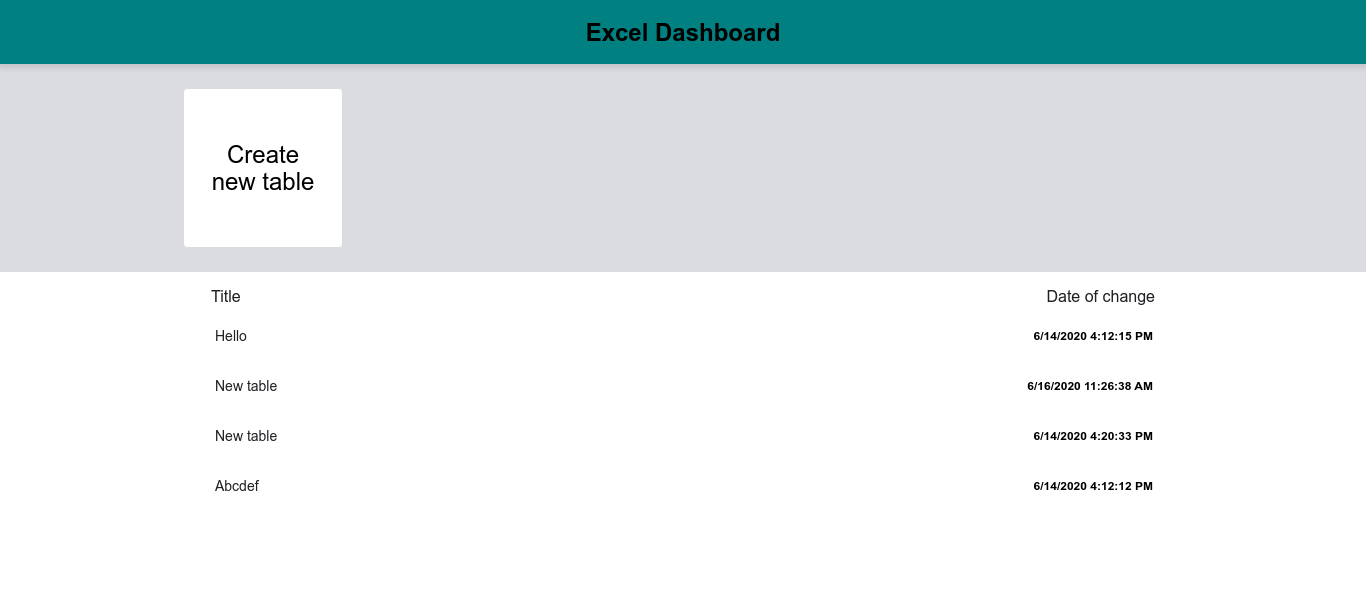 Excel Dashboard
Create
new table
Title Date of change
Hello 6/14/2020 4:12:15 PM
New table 6/16/2020 11:26:38 AM
New table 6/14/2020 4:20:33 PM
Abcdef 6/14/2020 4:12:12 PM